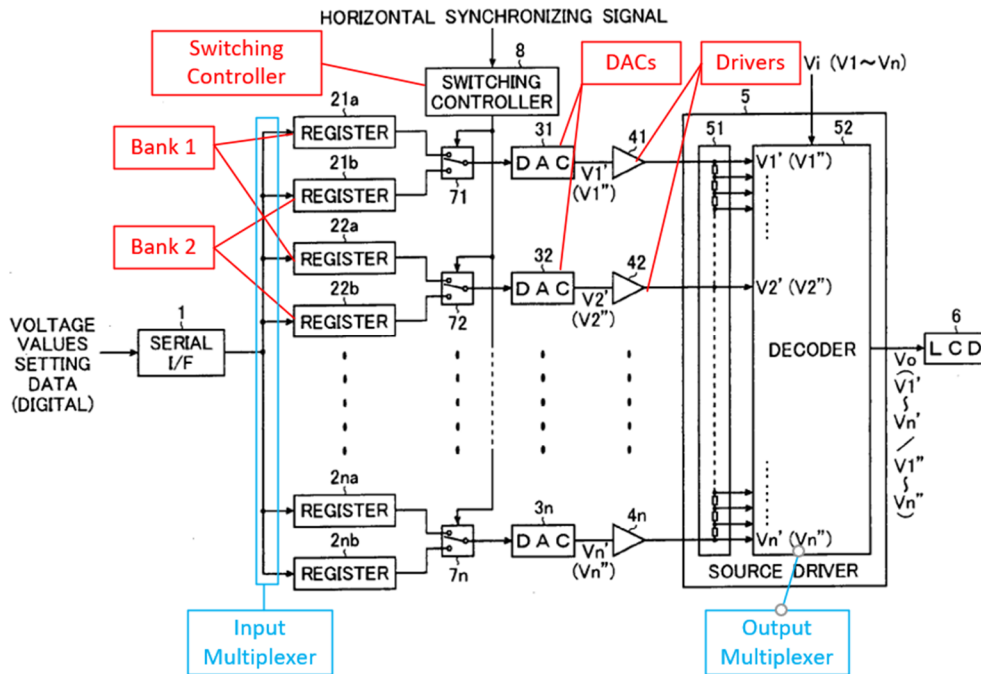 HORIZONTAL SYNCHRONIZING SIGNAL
Switching
Controller
8
SWITCHING
CONTROLLER
DACs
Drivers
Vi (V1～Vn)
5
Bank 1
21a
REGISTER
21b
REGISTER
71
31
DAC
V1'
(V1")
41
51
52
V1' (V1")
Bank 2
22a
REGISTER
22b
REGISTER
72
32
DAC
V2'
(V2")
42
V2' (V2")
VOLTAGE
VALUES
SETTING
DATA
(DIGITAL)
1
SERIAL
I/F
DECODER
6
LCD
Vo
(V1'～Vn' / V1"～Vn")
2na
REGISTER
2nb
REGISTER
7n
3n
DAC
Vn'
(Vn")
4n
Vn' (Vn")
SOURCE DRIVER
Input
Multiplexer
Output
Multiplexer